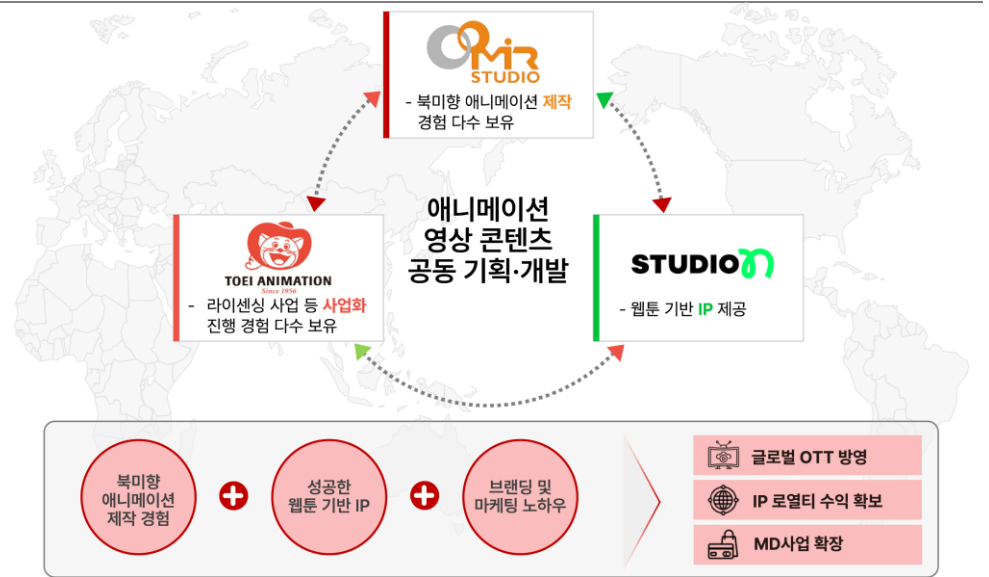 MIR
STUDIO
- 북미향 애니메이션 제작
경험 다수 보유
애니메이션
영상 콘텐츠
공동 기획·개발
TOEI ANIMATION
Since 1956
- 라이센싱 사업 등 사업화
진행 경험 다수 보유
STUDIO n
- 웹툰 기반 IP 제공
북미향
애니메이션
제작 경험
성공한
웹툰 기반 IP
브랜딩 및
마케팅 노하우
글로벌 OTT 방영
IP 로열티 수익 확보
MD사업 확장